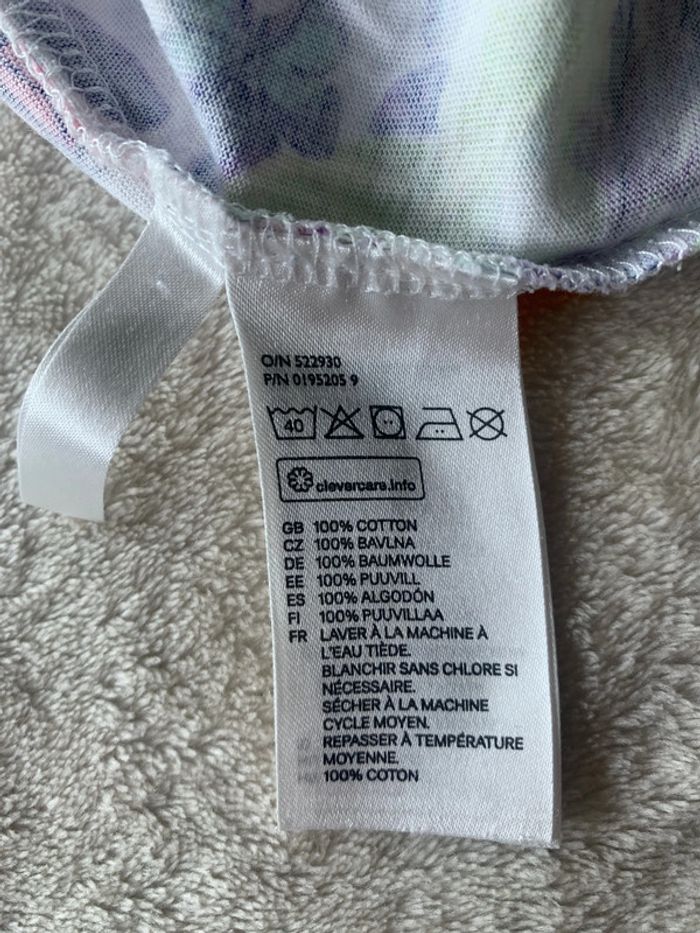 O/N 522930
P/N 0195205 9
40
clevercare.info
GB 100% COTTON
CZ 100% BAVLNA
DE 100% BAUMWOLLE
EE 100% PUUVILL
ES 100% ALGODÓN
FI 100% PUUVILLAA
FR LAVER À LA MACHINE À
L'EAU TIÈDE.
BLANCHIR SANS CHLORE SI
NÉCESSAIRE.
SÉCHER À LA MACHINE
CYCLE MOYEN.
REPASSER À TEMPÉRATURE
MOYENNE.
100% COTON